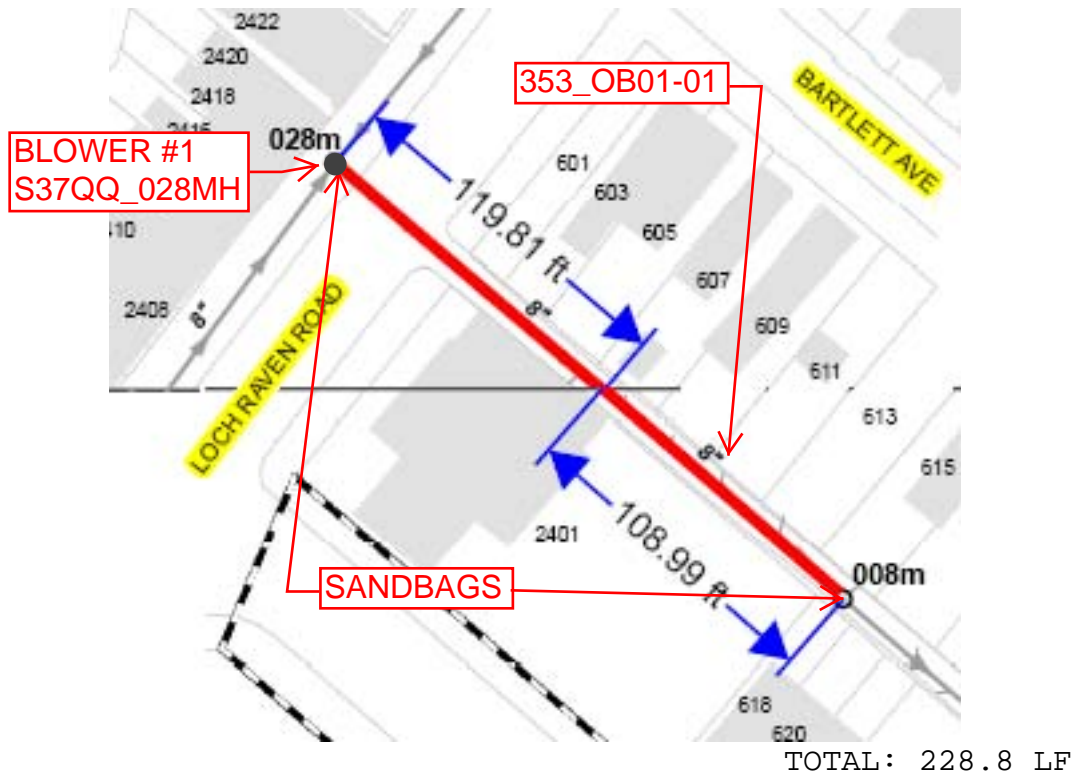 2422
2420
2418
2415
353_OB01-01
BARTLETT AVE
028m
BLOWER #1
S37QQ_028MH
119.81 ft
601
603
605
607
609
611
613
615
2408
8"
8"
8"
LOCH RAVEN ROAD
2401
108.99 ft
SANDBAGS
008m
618
620
TOTAL: 228.8 LF